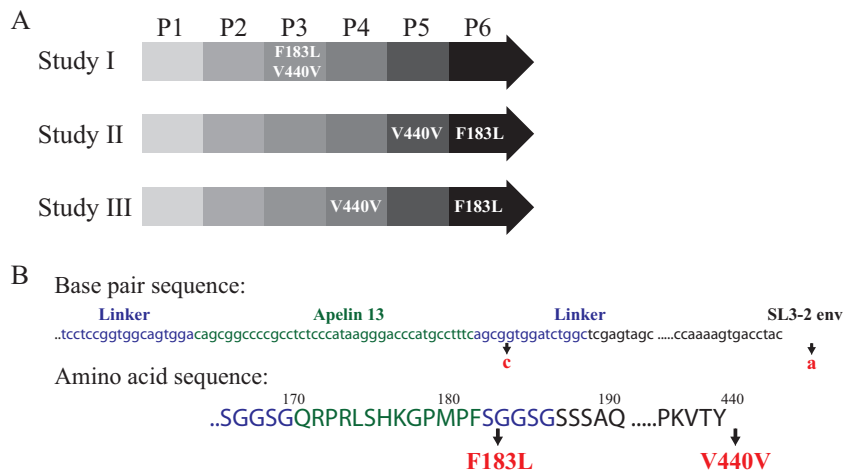 A
P1 P2 P3 P4 P5 P6
Study I
F183L
V440V
Study II
V440V F183L
Study III
V440V F183L
B
Base pair sequence:
Linker Apelin 13 Linker SL3-2 env
..tcctccggtggcagtggacagcggccccgcctctcccataagggacccatgcctttcagcggtggatctggctcgagtagc .....ccaaaagtgacctac
c a
Amino acid sequence:
170 180 190 440
..SGGSGQRPRLSHKGPMPFSGGSGSSSAQ .....PKVTY
F183L V440V